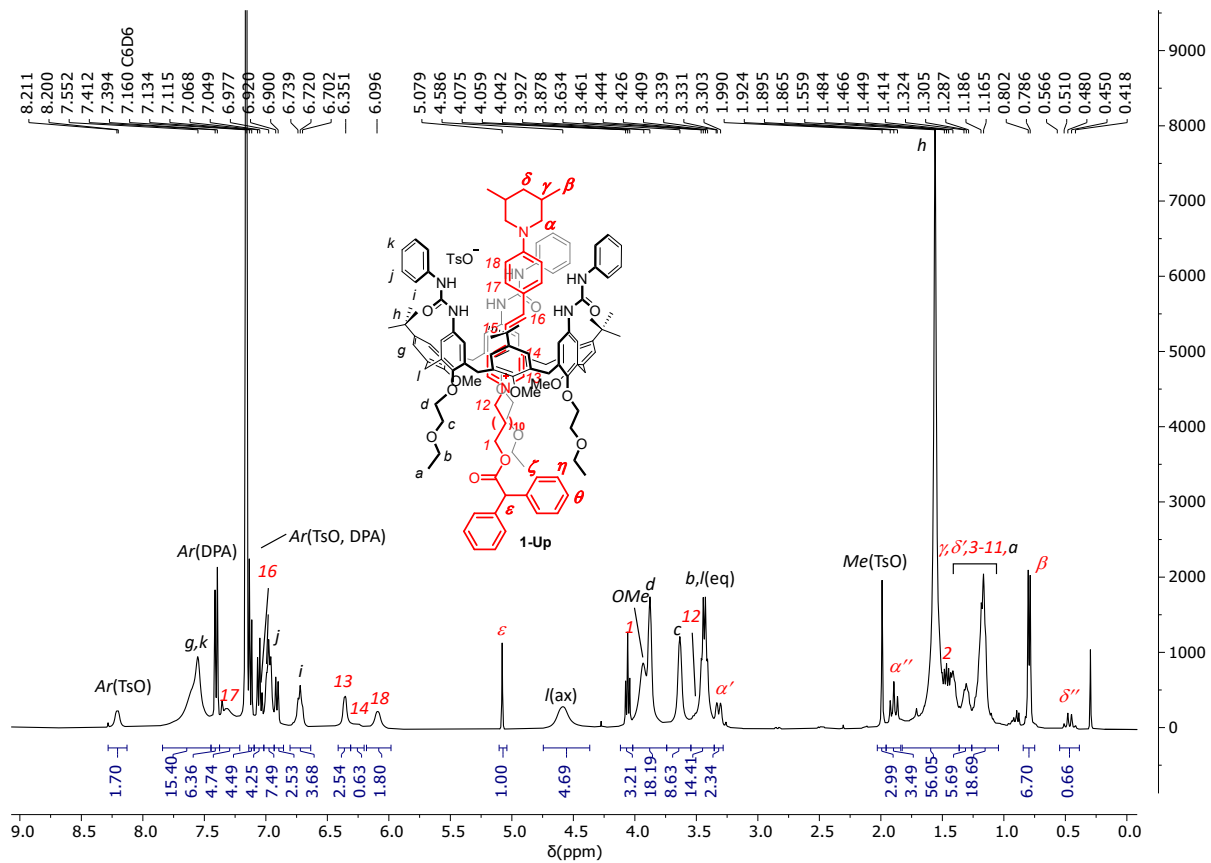 8.211
8.200
7.552
7.412
7.394
7.160 C6D6
7.134
7.115
7.068
7.049
6.977
6.920
6.900
6.739
6.720
6.702
6.351
6.096
5.079
4.586
4.075
4.059
4.042
3.927
3.878
3.634
3.461
3.444
3.426
3.409
3.339
3.331
3.303
1.990
1.924
1.895
1.865
1.559
1.484
1.466
1.449
1.414
1.324
1.305
1.287
1.186
1.165
0.802
0.786
0.566
0.510
0.480
0.450
0.418
9000
8000
7000
6000
5000
4000
3000
2000
1000
0
h
δ
γ
β
α
N
k
TsO⁻
18
HN
j
17
HN
O
i
O
NH
HN
O
16
NH
HN
O
h
15
g
14
13
l
OMe
N+
OMe
MeO
O
12
O
O
d
( )10
c
O
O
O
1
O
b
a
O
ζ
η
θ
ε
1-Up
Ar(TsO)
g,k
Ar(DPA)
17
16
Ar(TsO, DPA)
j
i
13
14
18
ε
l(ax)
1
OMe
d
c
12
b,l(eq)
α'
Me(TsO)
α''
2
γ,δ',3-11,a
β
δ''
1.70
15.40
6.36
4.74
4.49
4.25
7.49
2.53
3.68
2.54
0.63
1.80
1.00
4.69
3.21
18.19
8.63
14.41
2.34
2.99
3.49
56.05
5.69
18.69
6.70
0.66
9.0 8.5 8.0 7.5 7.0 6.5 6.0 5.5 5.0 4.5 4.0 3.5 3.0 2.5 2.0 1.5 1.0 0.5 0.0
δ(ppm)